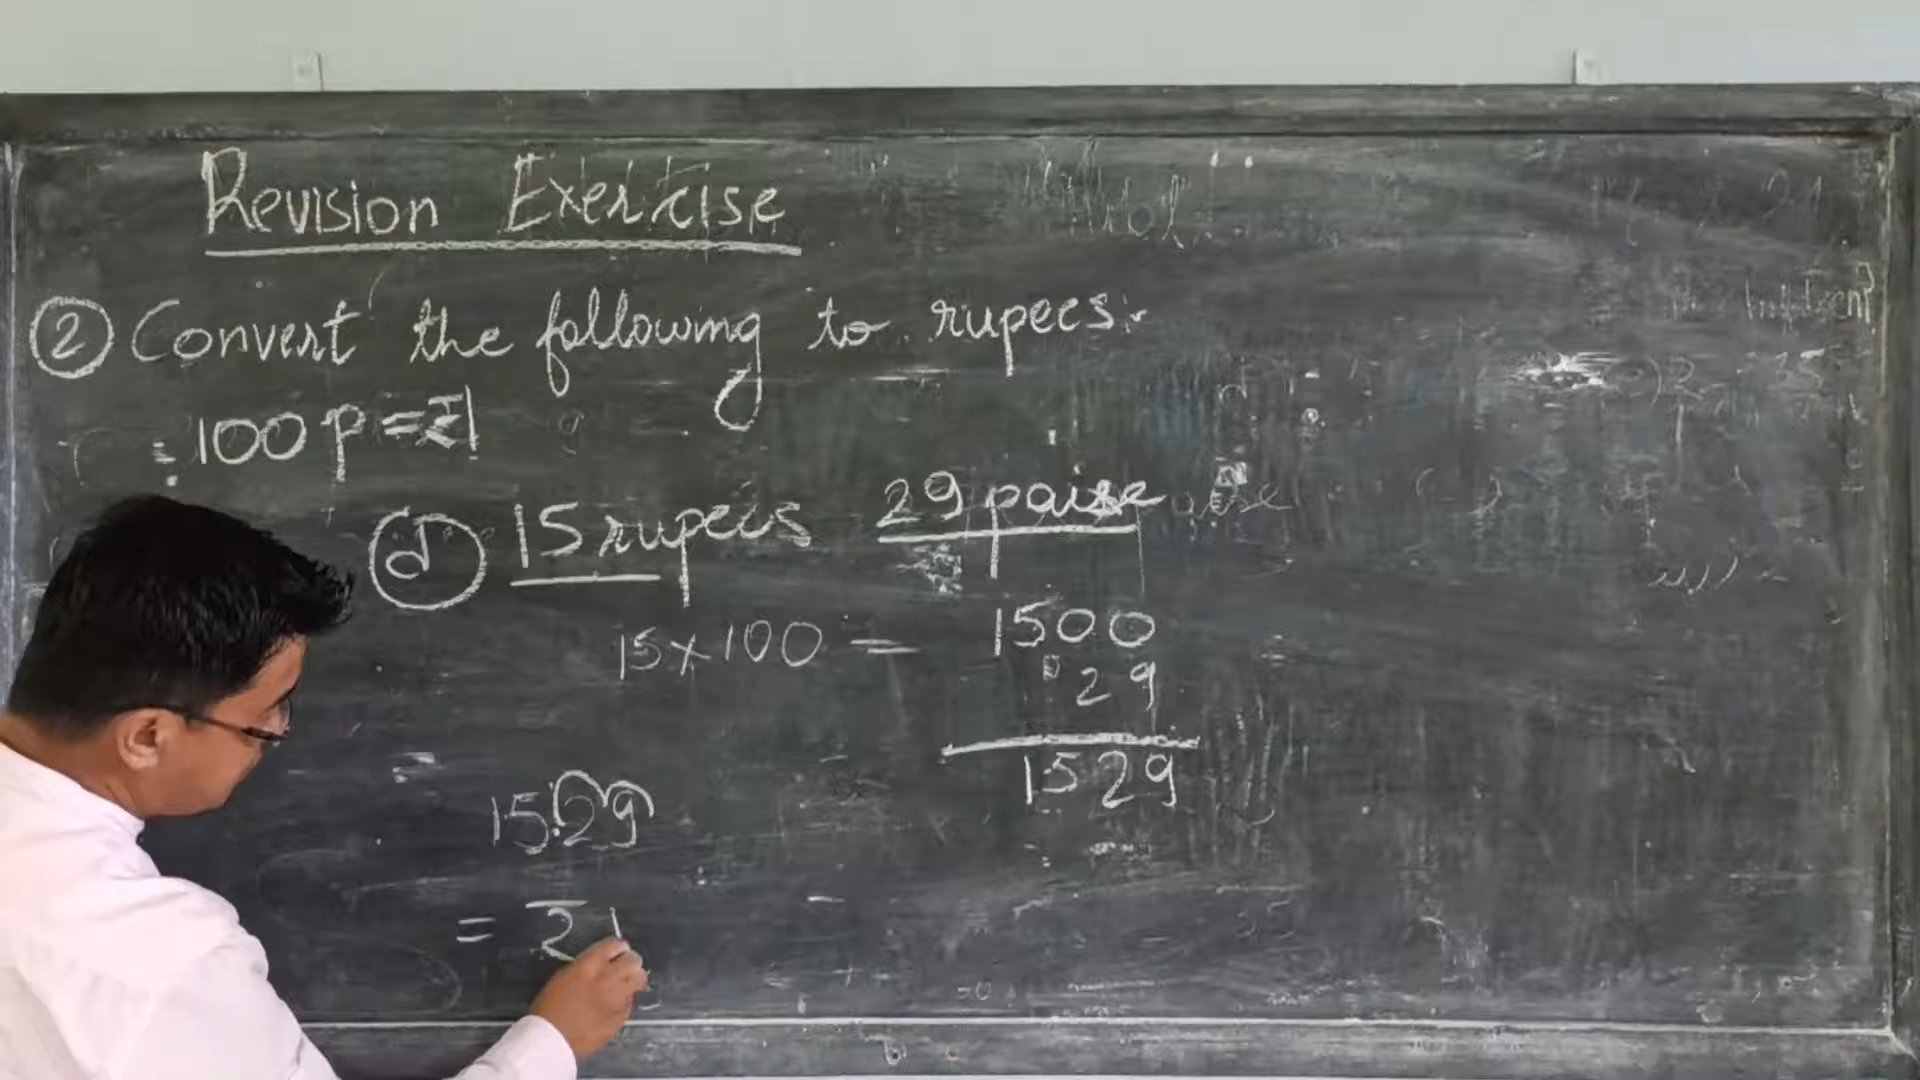 Revision Exercise
② Convert the following to rupees:-
: 100 p = ₹1
ⓓ 15 rupees 29 paise
15 x 100 = 1500
29
1529
15.29
= ₹ 1